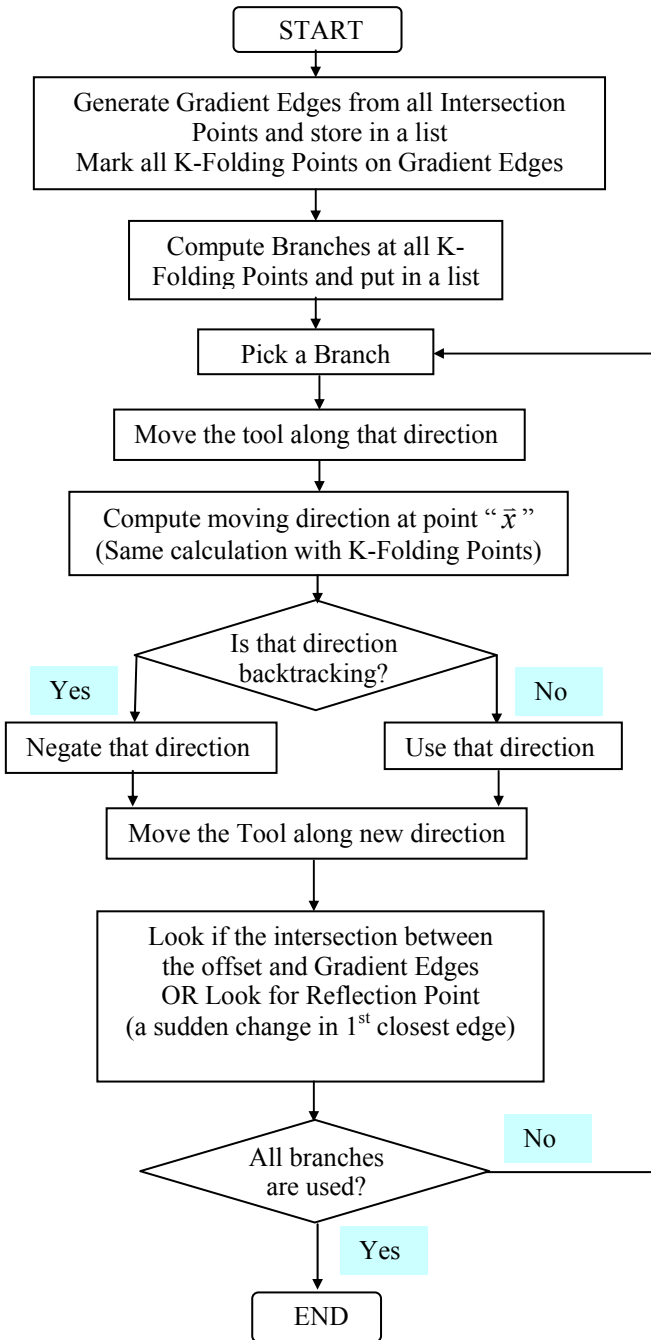 START
Generate Gradient Edges from all Intersection
Points and store in a list
Mark all K-Folding Points on Gradient Edges
Compute Branches at all K-
Folding Points and put in a list
Pick a Branch
Move the tool along that direction
Compute moving direction at point “ x⃗ ”
(Same calculation with K-Folding Points)
Is that direction
backtracking?
Yes
No
Negate that direction
Use that direction
Move the Tool along new direction
Look if the intersection between
the offset and Gradient Edges
OR Look for Reflection Point
(a sudden change in 1st closest edge)
No
All branches
are used?
Yes
END